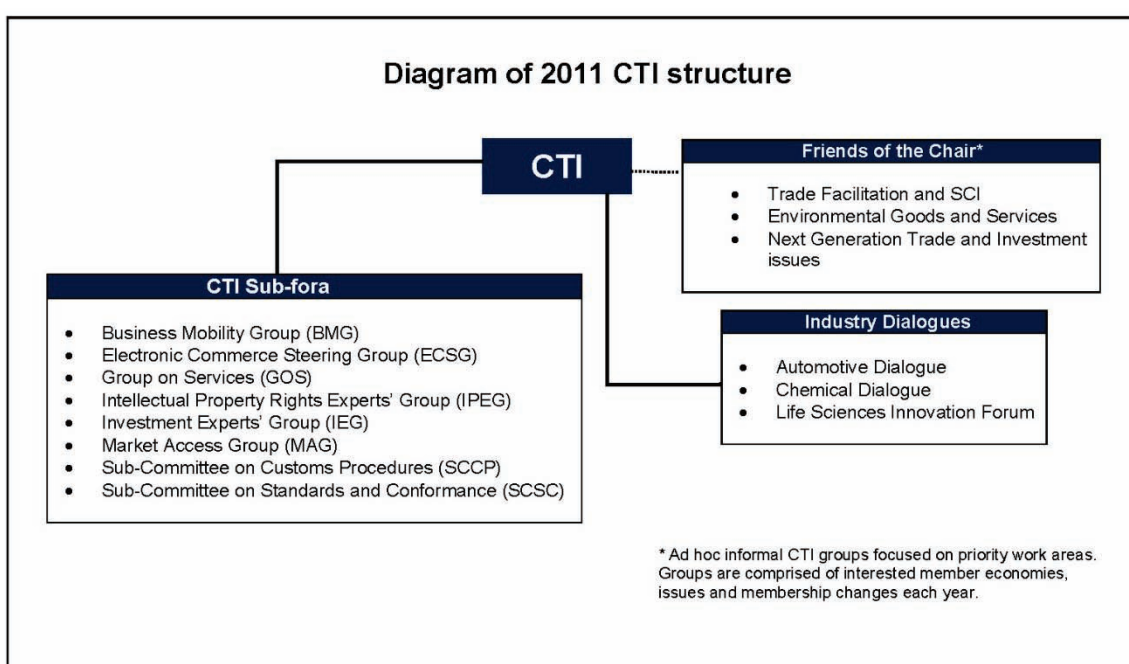 Diagram of 2011 CTI structure
CTI
Friends of the Chair*
• Trade Facilitation and SCI
• Environmental Goods and Services
• Next Generation Trade and Investment
issues
CTI Sub-fora
• Business Mobility Group (BMG)
• Electronic Commerce Steering Group (ECSG)
• Group on Services (GOS)
• Intellectual Property Rights Experts' Group (IPEG)
• Investment Experts' Group (IEG)
• Market Access Group (MAG)
• Sub-Committee on Customs Procedures (SCCP)
• Sub-Committee on Standards and Conformance (SCSC)
Industry Dialogues
• Automotive Dialogue
• Chemical Dialogue
• Life Sciences Innovation Forum
* Ad hoc informal CTI groups focused on priority work areas.
Groups are comprised of interested member economies,
issues and membership changes each year.